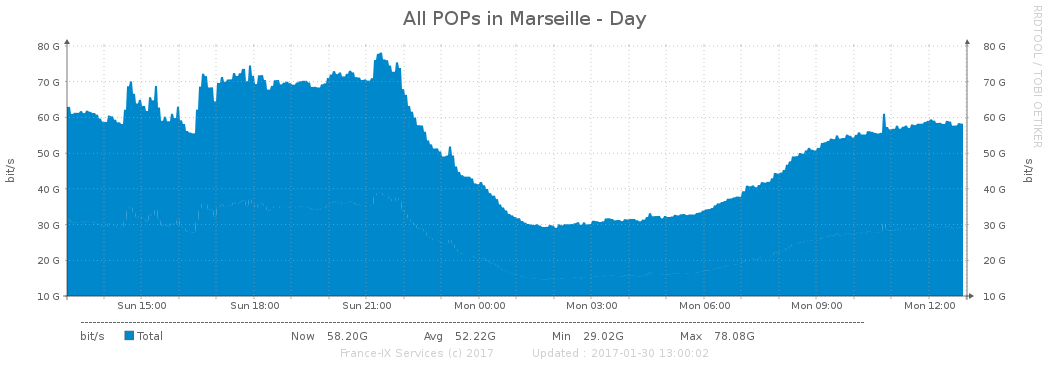 All POPs in Marseille - Day
RRDTOOL / TOBI OETIKER
80 G 80 G
70 G 70 G
60 G 60 G
50 G 50 G
40 G 40 G
30 G 30 G
20 G 20 G
10 G 10 G
bit/s
bit/s
Sun 15:00 Sun 18:00 Sun 21:00 Mon 00:00 Mon 03:00 Mon 06:00 Mon 09:00 Mon 12:00
bit/s Total Now 58.20G Avg 52.22G Min 29.02G Max 78.08G
France-IX Services (c) 2017 Updated : 2017-01-30 13:00:02